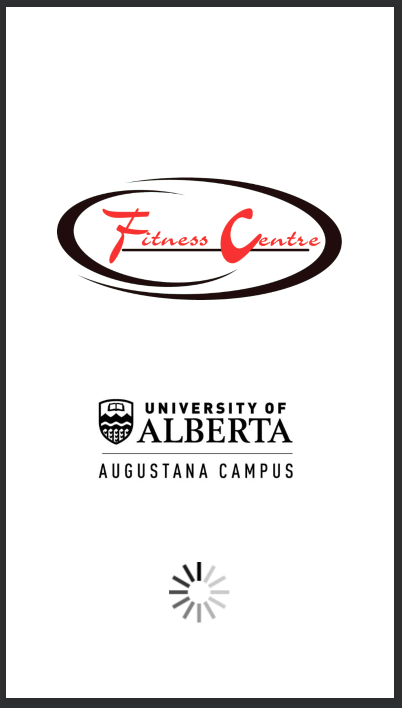 Fitness Centre
UNIVERSITY OF
ALBERTA
AUGUSTANA CAMPUS